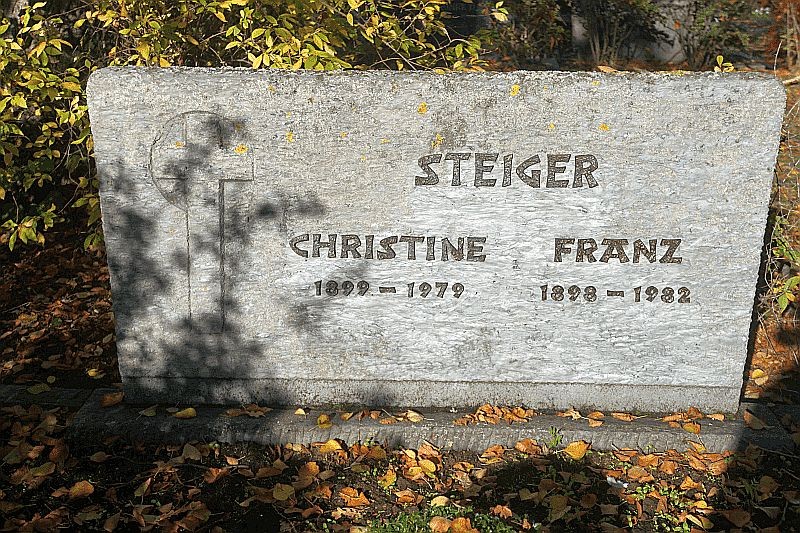 STEIGER
CHRISTINE FRANZ
1899 – 1979 1898 – 1982